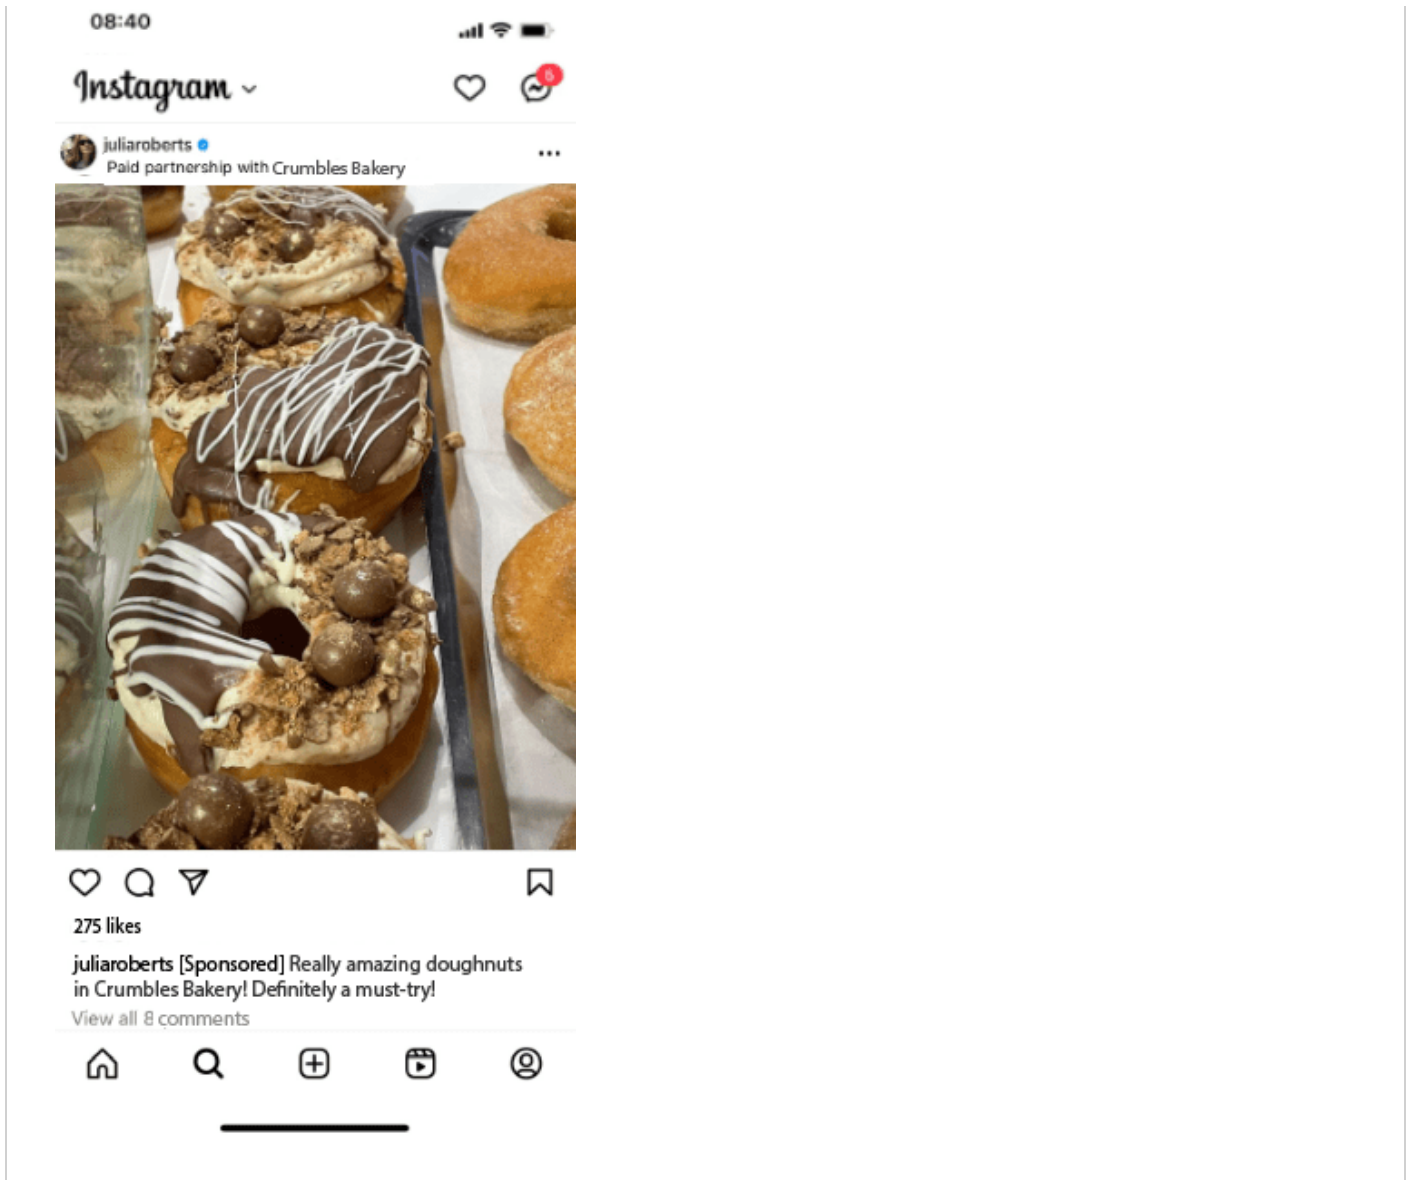 08:40
Instagram
6
juliaroberts
Paid partnership with Crumbles Bakery
275 likes
juliaroberts [Sponsored] Really amazing doughnuts
in Crumbles Bakery! Definitely a must-try!
View all 8 comments